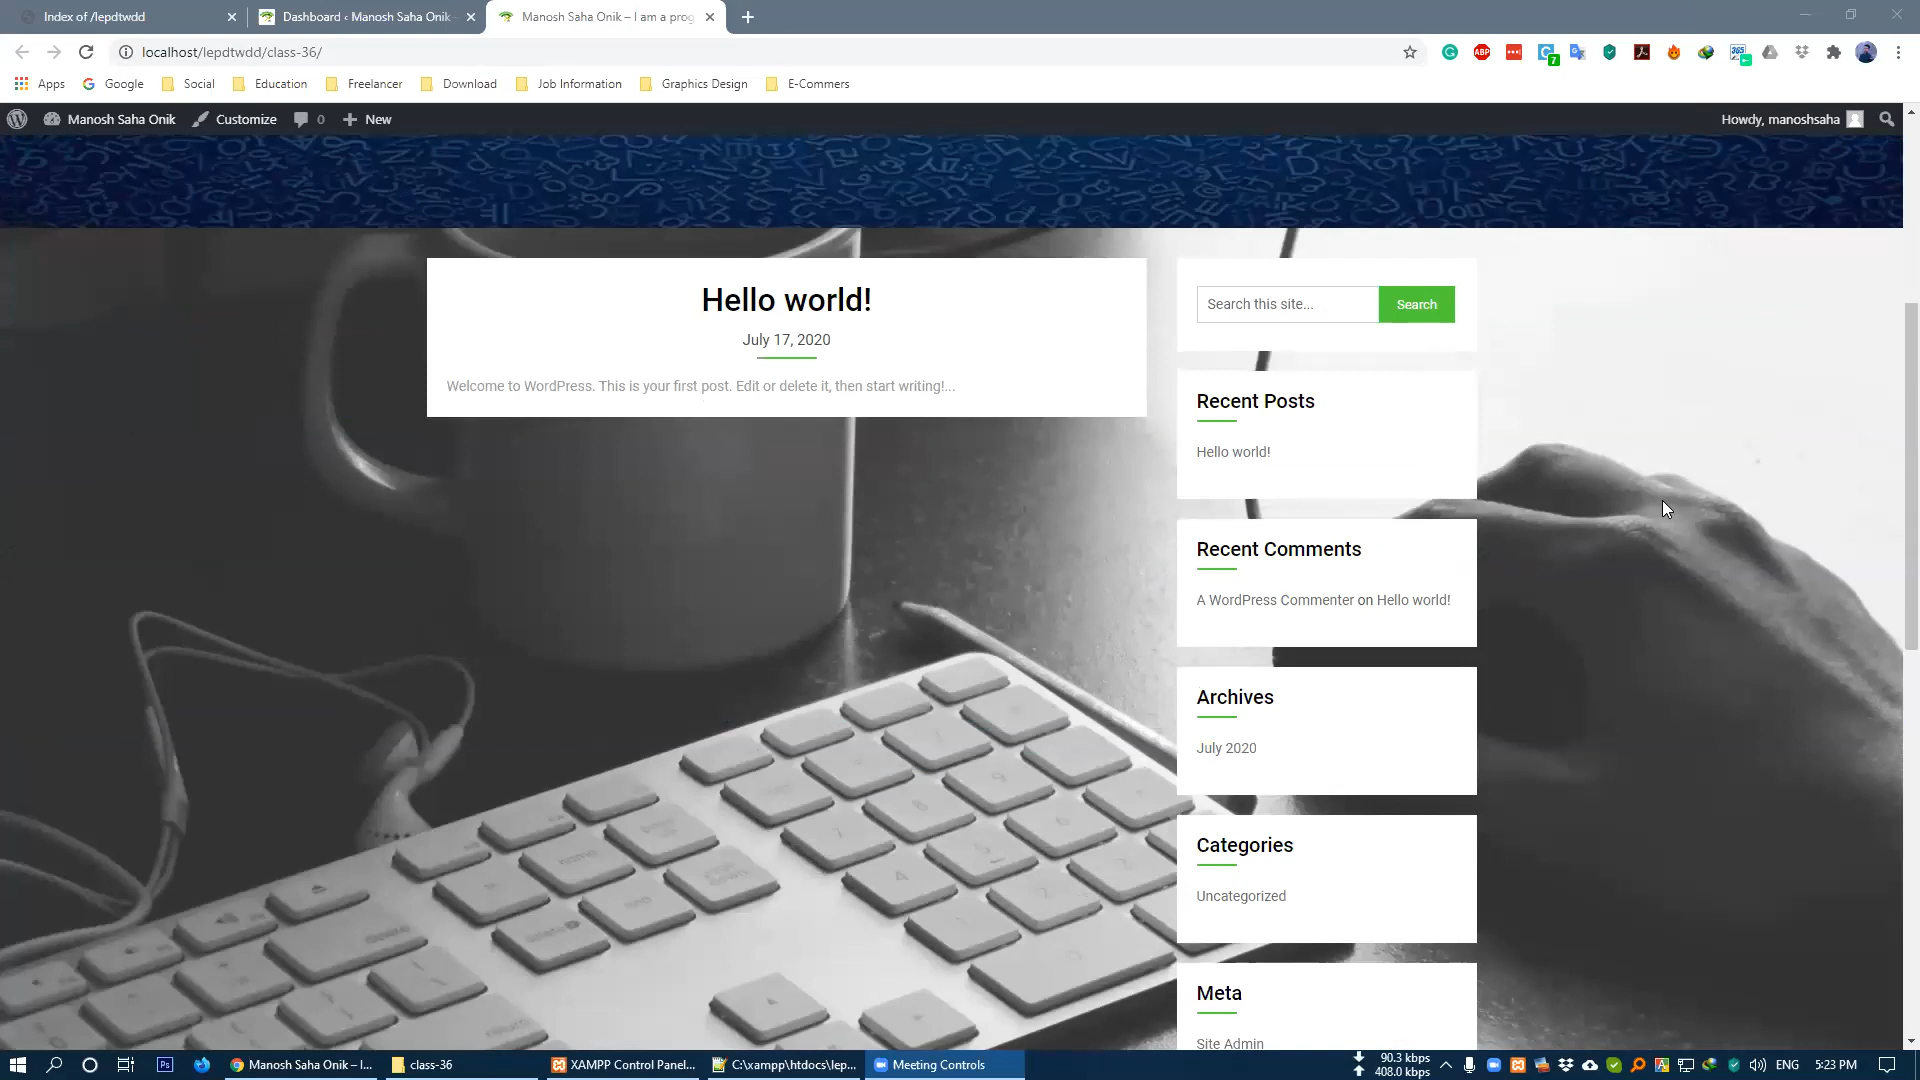 Index of /lepdtwdd
Dashboard ‹ Manosh Saha Onik
Manosh Saha Onik – I am a prog
localhost/lepdtwdd/class-36/
ABP
7
365
Apps
Google
Social
Education
Freelancer
Download
Job Information
Graphics Design
E-Commers
Manosh Saha Onik
Customize
0
New
Howdy, manoshsaha
Hello world!
July 17, 2020
Welcome to WordPress. This is your first post. Edit or delete it, then start writing!...
Search this site...
Search
Recent Posts
Hello world!
Recent Comments
A WordPress Commenter on Hello world!
Archives
July 2020
Categories
Uncategorized
Meta
Site Admin
Ps
Manosh Saha Onik – I...
class-36
XAMPP Control Panel...
C:\xampp\htdocs\lep...
Meeting Controls
90.3 kbps
408.0 kbps
ENG
5:23 PM